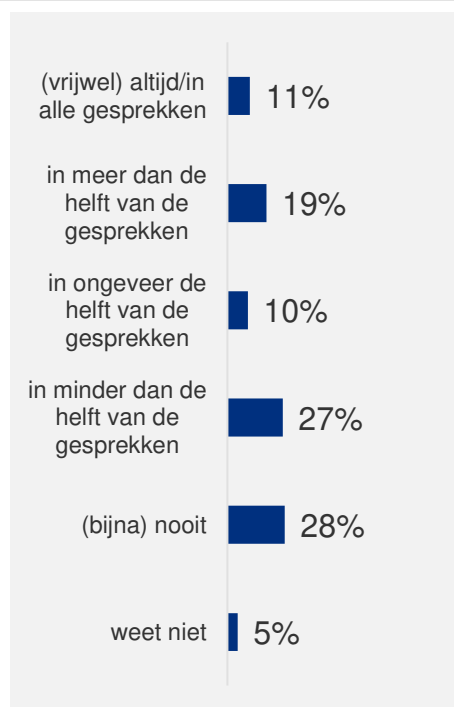 (vrijwel) altijd/in
alle gesprekken
11%
in meer dan de
helft van de
gesprekken
19%
in ongeveer de
helft van de
gesprekken
10%
in minder dan de
helft van de
gesprekken
27%
(bijna) nooit
28%
weet niet
5%